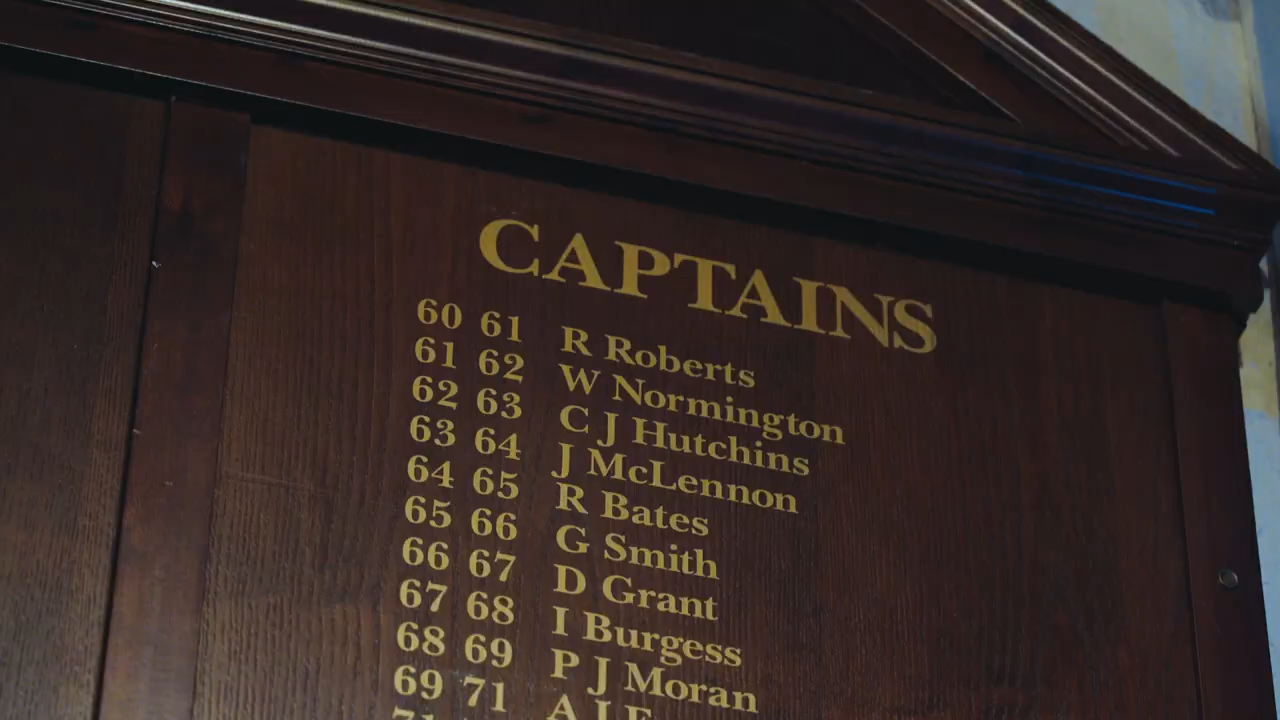 CAPTAINS
60 61 R Roberts
61 62 W Normington
62 63 C J Hutchins
63 64 J McLennon
64 65 R Bates
65 66 G Smith
66 67 D Grant
67 68 I Burgess
68 69 P J Moran
69 71 A J